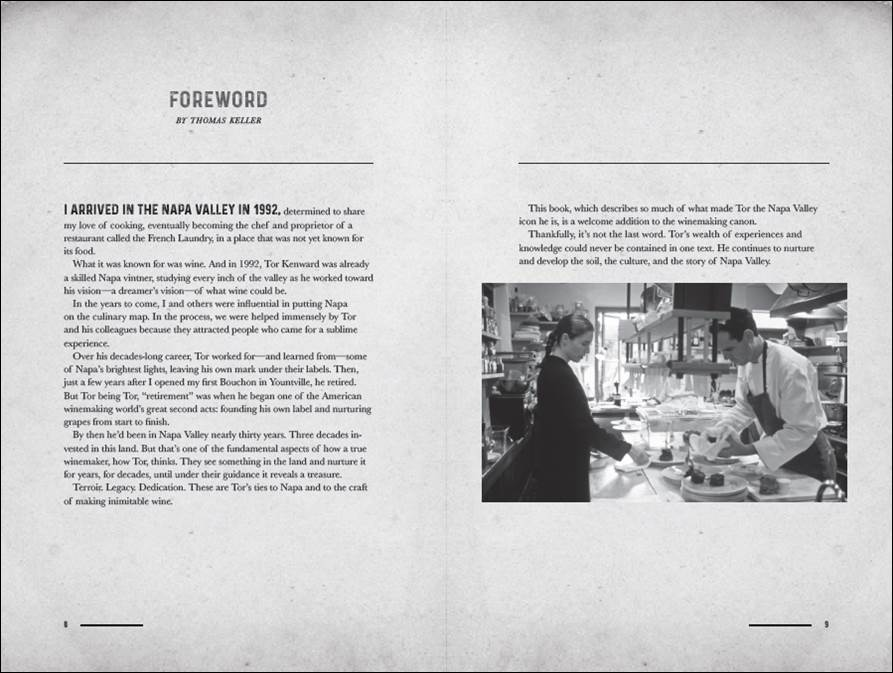 FOREWORD
BY THOMAS KELLER
I ARRIVED IN THE NAPA VALLEY IN 1992, determined to share
my love of cooking, eventually becoming the chef and proprietor of a
restaurant called the French Laundry, in a place that was not yet known for
its food.
What it was known for was wine. And in 1992, Tor Kenward was already
a skilled Napa vintner, studying every inch of the valley as he worked toward
his vision—a dreamer's vision—of what wine could be.
In the years to come, I and others were influential in putting Napa
on the culinary map. In the process, we were helped immensely by Tor
and his colleagues because they attracted people who came for a sublime
experience.
Over his decades-long career, Tor worked for—and learned from—some
of Napa's brightest lights, leaving his own mark under their labels. Then,
just a few years after I opened my first Bouchon in Yountville, he retired.
But Tor being Tor, “retirement” was when he began one of the American
winemaking world's great second acts: founding his own label and nurturing
grapes from start to finish.
By then he'd been in Napa Valley nearly thirty years. Three decades in-
vested in this land. But that's one of the fundamental aspects of how a true
winemaker, how Tor, thinks. They see something in the land and nurture it
for years, for decades, until under their guidance it reveals a treasure.
Terroir. Legacy. Dedication. These are Tor's ties to Napa and to the craft
of making inimitable wine.
8
This book, which describes so much of what made Tor the Napa Valley
icon he is, is a welcome addition to the winemaking canon.
Thankfully, it's not the last word. Tor's wealth of experiences and
knowledge could never be contained in one text. He continues to nurture
and develop the soil, the culture, and the story of Napa Valley.
9